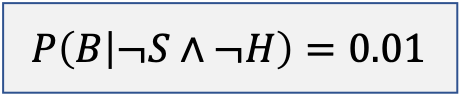 P(B|¬S ∧ ¬H) = 0.01